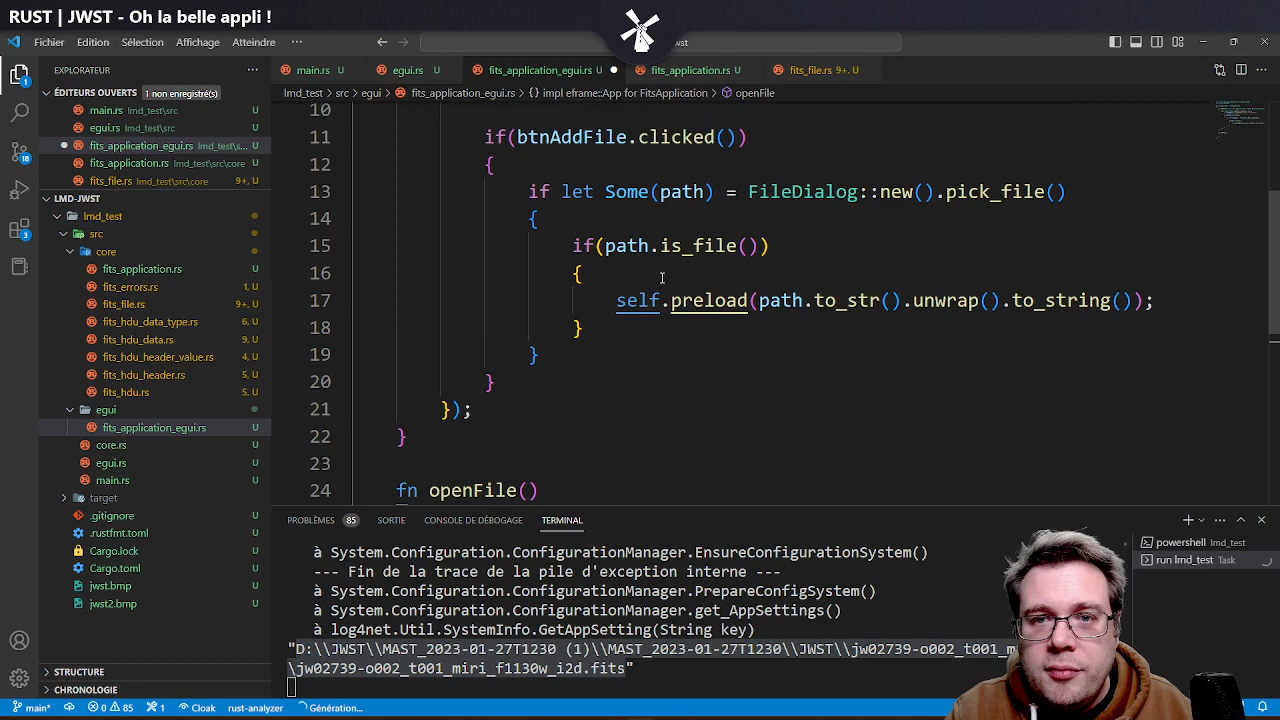 RUST | JWST - Oh la belle appli !
Fichier Edition Sélection Affichage Atteindre ···
EXPLORATEUR
ÉDITEURS OUVERTS 1 non enregistré(s)
main.rs lmd_test\src U
egui.rs lmd_test\src U
fits_application_egui.rs lmd_test\s... U
fits_application.rs lmd_test\src\core U
fits_file.rs lmd_test\src\core 9+, U
LMD-JWST
lmd_test
src
core
fits_application.rs U
fits_errors.rs 1, U
fits_file.rs 9+, U
fits_hdu_data_type.rs 6, U
fits_hdu_data.rs 9, U
fits_hdu_header_value.rs 4, U
fits_hdu_header.rs 5, U
fits_hdu.rs 5, U
egui
fits_application_egui.rs U
core.rs U
egui.rs U
main.rs U
target
.gitignore U
.rustfmt.toml U
Cargo.lock U
Cargo.toml U
jwst.bmp U
jwst2.bmp U
STRUCTURE
CHRONOLOGIE
main.rs U egui.rs U fits_application_egui.rs U fits_application.rs U fits_file.rs 9+, U
lmd_test > src > egui > fits_application_egui.rs > {} impl eframe::App for FitsApplication > openFile
10
11 if(btnAddFile.clicked())
12 {
13 if let Some(path) = FileDialog::new().pick_file()
14 {
15 if(path.is_file())
16 {
17 self.preload(path.to_str().unwrap().to_string());
18 }
19 }
20 }
21 });
22 }
23
24 fn openFile()
PROBLÈMES 85 SORTIE CONSOLE DE DÉBOGAGE TERMINAL
à System.Configuration.ConfigurationManager.EnsureConfigurationSystem()
--- Fin de la trace de la pile d'exception interne ---
à System.Configuration.ConfigurationManager.PrepareConfigSystem()
à System.Configuration.ConfigurationManager.get_AppSettings()
à log4net.Util.SystemInfo.GetAppSetting(String key)
"D:\\JWST\\MAST_2023-01-27T1230 (1)\\MAST_2023-01-27T1230\\JWST\\jw02739-o002_t001_m
\jw02739-o002_t001_miri_f1130w_i2d.fits"
powershell lmd_test
run lmd_test Task
main* 0 85 1 Cloak rust-analyzer Génération...